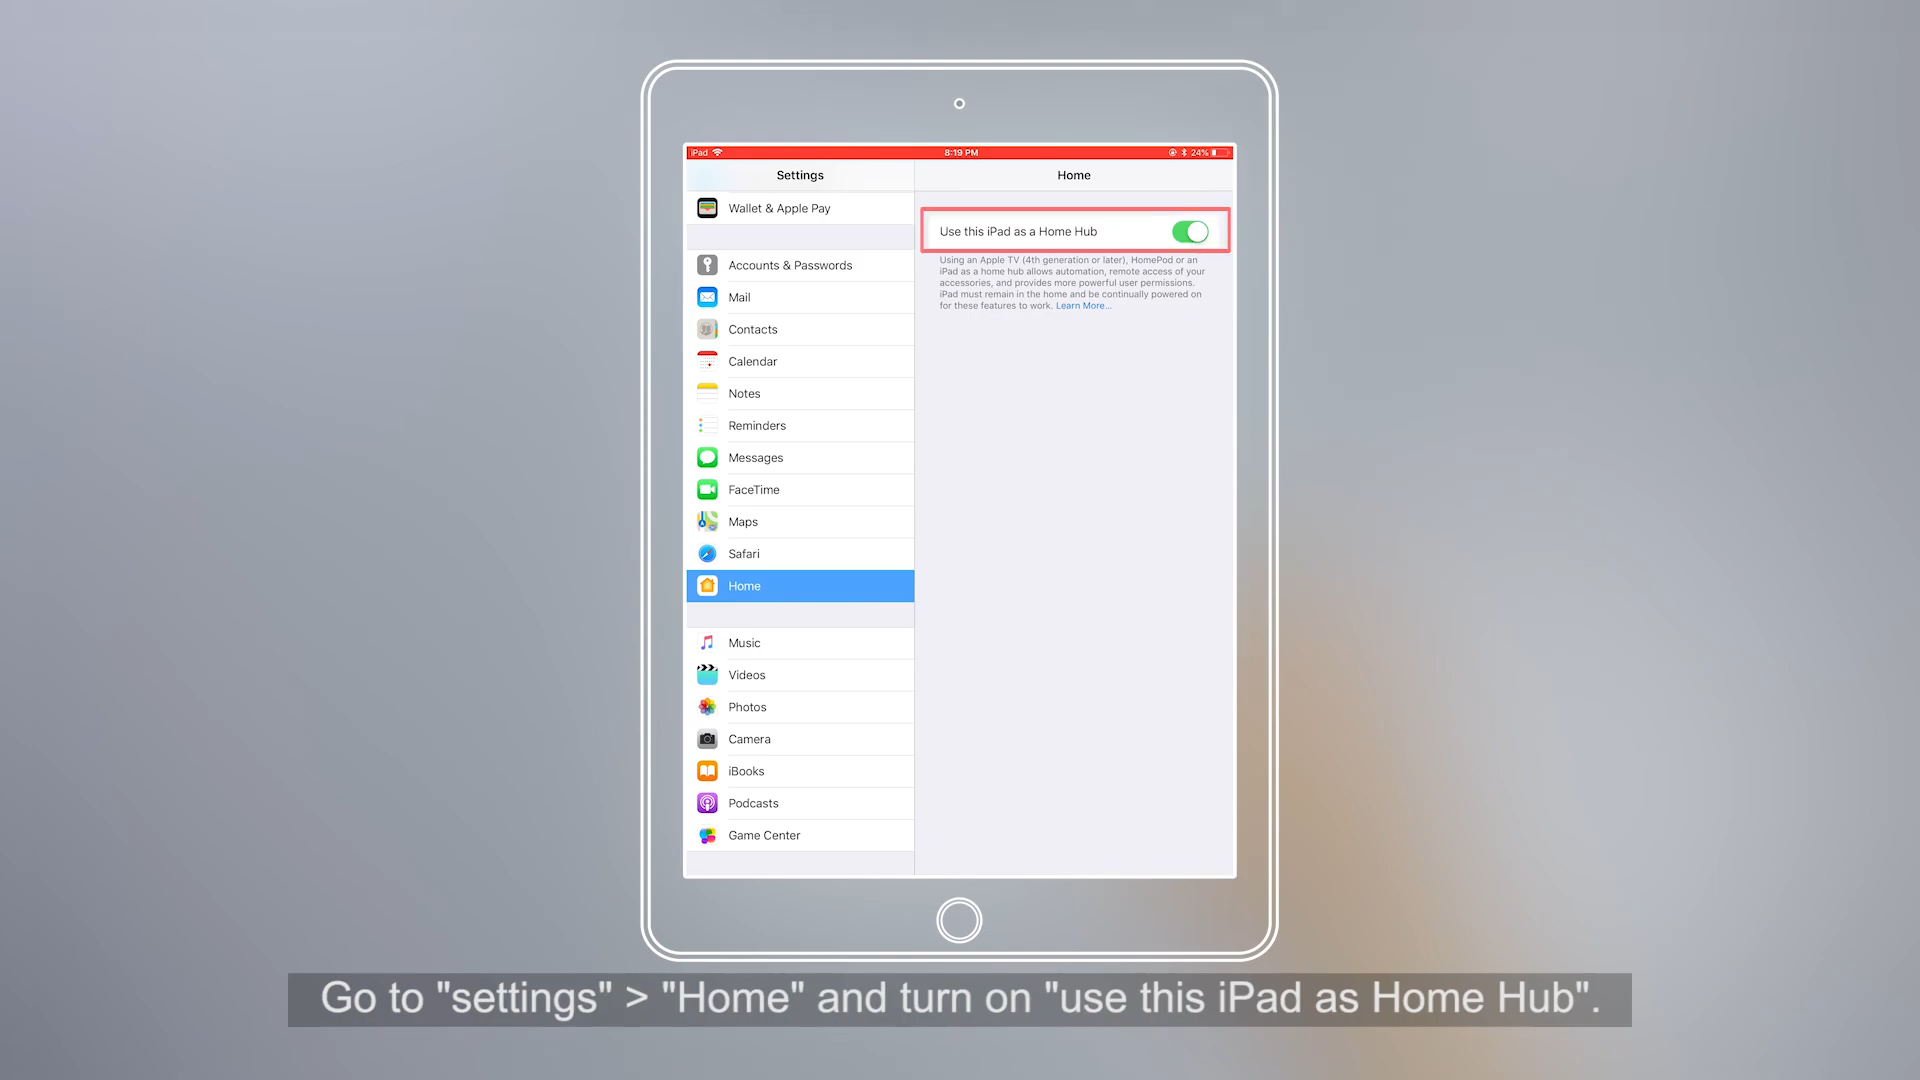 iPad
8:19 PM
24%
Settings
Home
Wallet & Apple Pay
Accounts & Passwords
Mail
Contacts
Calendar
Notes
Reminders
Messages
FaceTime
Maps
Safari
Home
Music
Videos
Photos
Camera
iBooks
Podcasts
Game Center
Use this iPad as a Home Hub
Using an Apple TV (4th generation or later), HomePod or an
iPad as a home hub allows automation, remote access of your
accessories, and provides more powerful user permissions.
iPad must remain in the home and be continually powered on
for these features to work. Learn More...
Go to "settings" > "Home" and turn on "use this iPad as Home Hub".